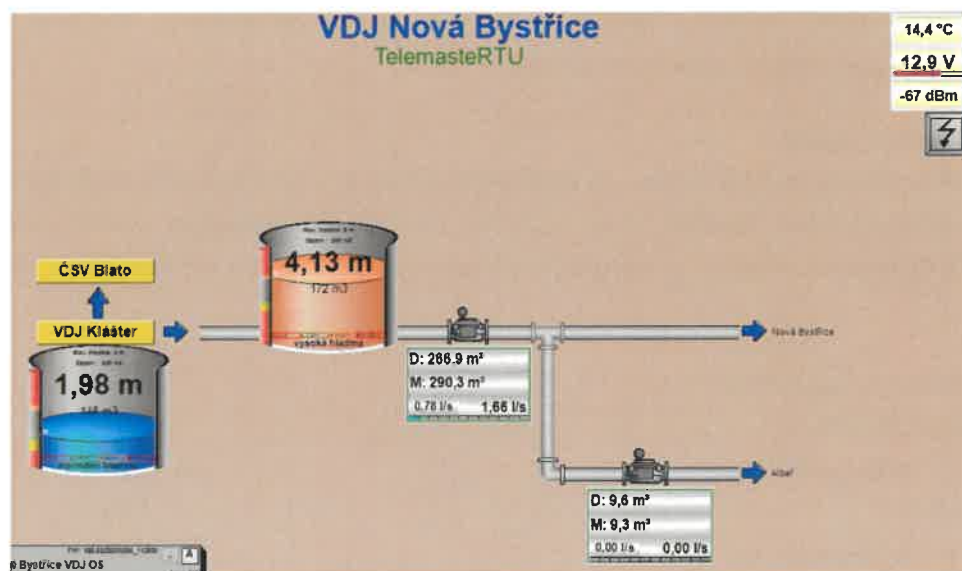 VDJ Nová Bystřice
TelemasteRTU
14,4 °C
12,9 V
-67 dBm
4,13 m
172 m3
vysoká hladina
ČSV Blato
VDJ Klášter
1,98 m
Nová Bystřice
D: 266.9 m³
M: 290,3 m³
0,78 l/s 1,66 l/s
Albeř
D: 9,6 m³
M: 9,3 m³
0,00 l/s 0,00 l/s
A
Bystřice VDJ OS